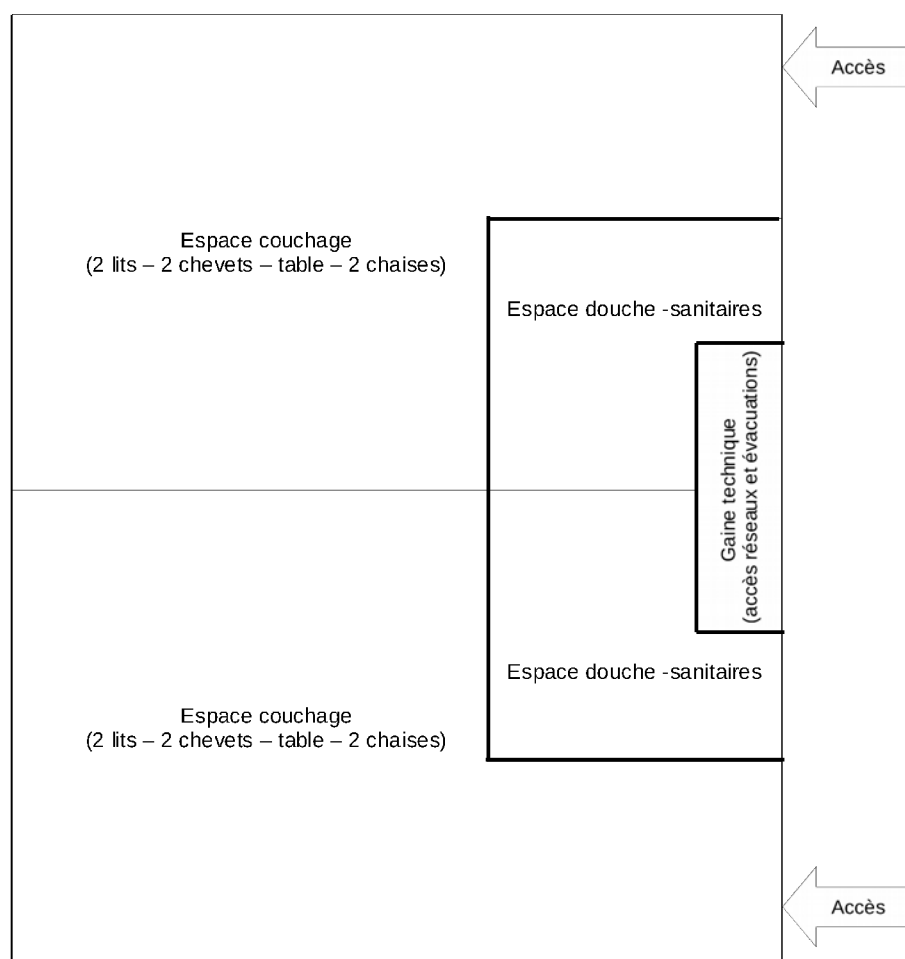 Accès
Espace couchage
(2 lits – 2 chevets – table – 2 chaises)
Espace douche -sanitaires
Gaine technique
(accès réseaux et évacuations)
Espace douche -sanitaires
Espace couchage
(2 lits – 2 chevets – table – 2 chaises)
Accès